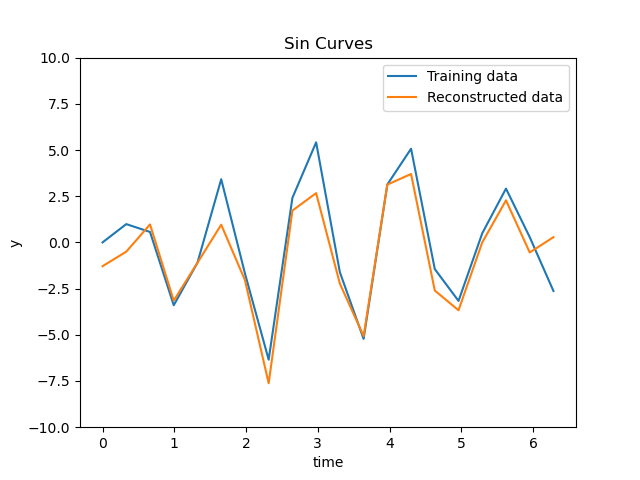 Sin Curves
Training data
Reconstructed data
10.0
7.5
5.0
2.5
0.0
−2.5
−5.0
−7.5
−10.0
y
0 1 2 3 4 5 6
time